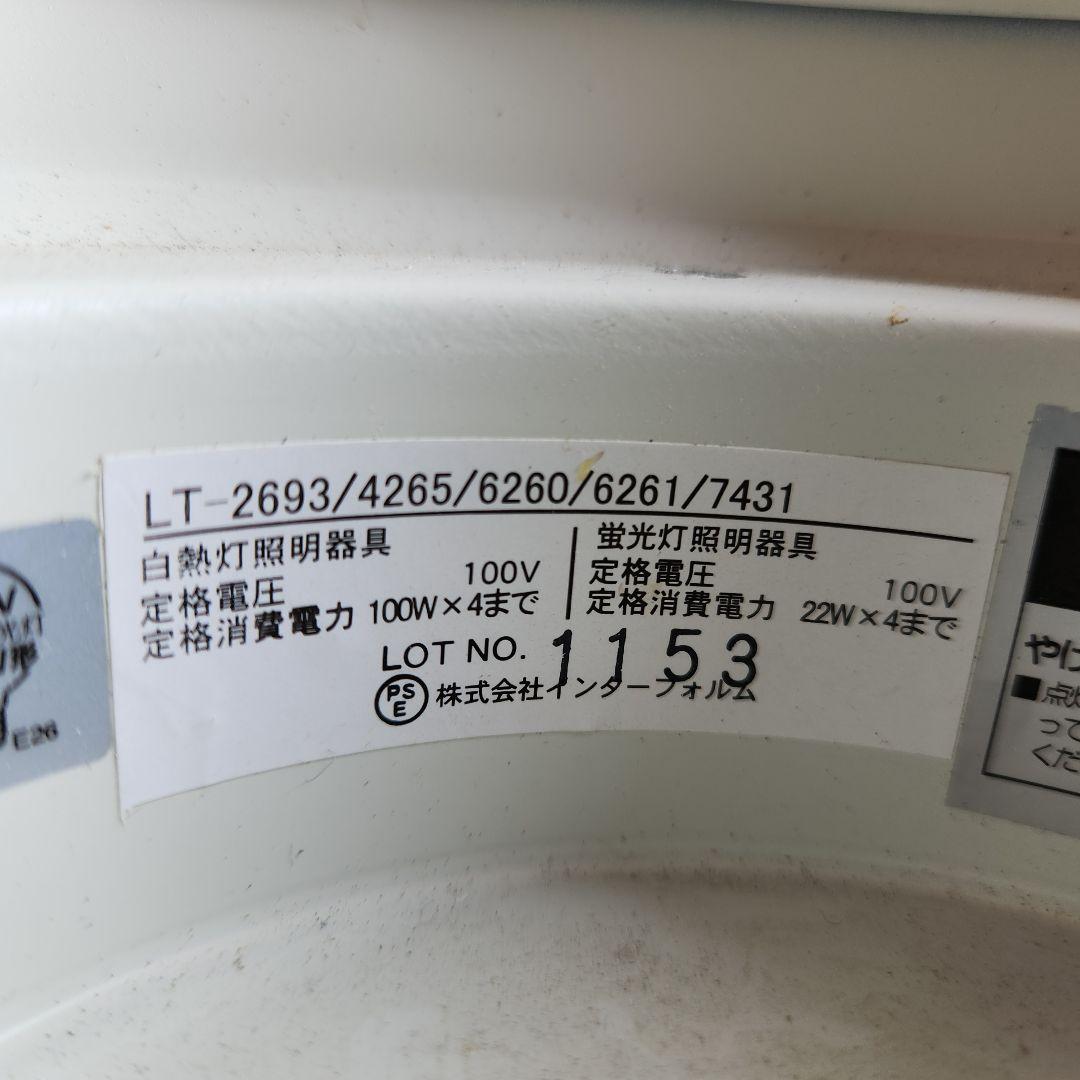 LT-2693/4265/6260/6261/7431
白熱灯照明器具
定格電圧 100V
定格消費電力 100W×4まで
蛍光灯照明器具
定格電圧 100V
定格消費電力 22W×4まで
LOT NO. 1153
PSE 株式会社インターフォルム
E26
やけ
■点灯
って
くだ